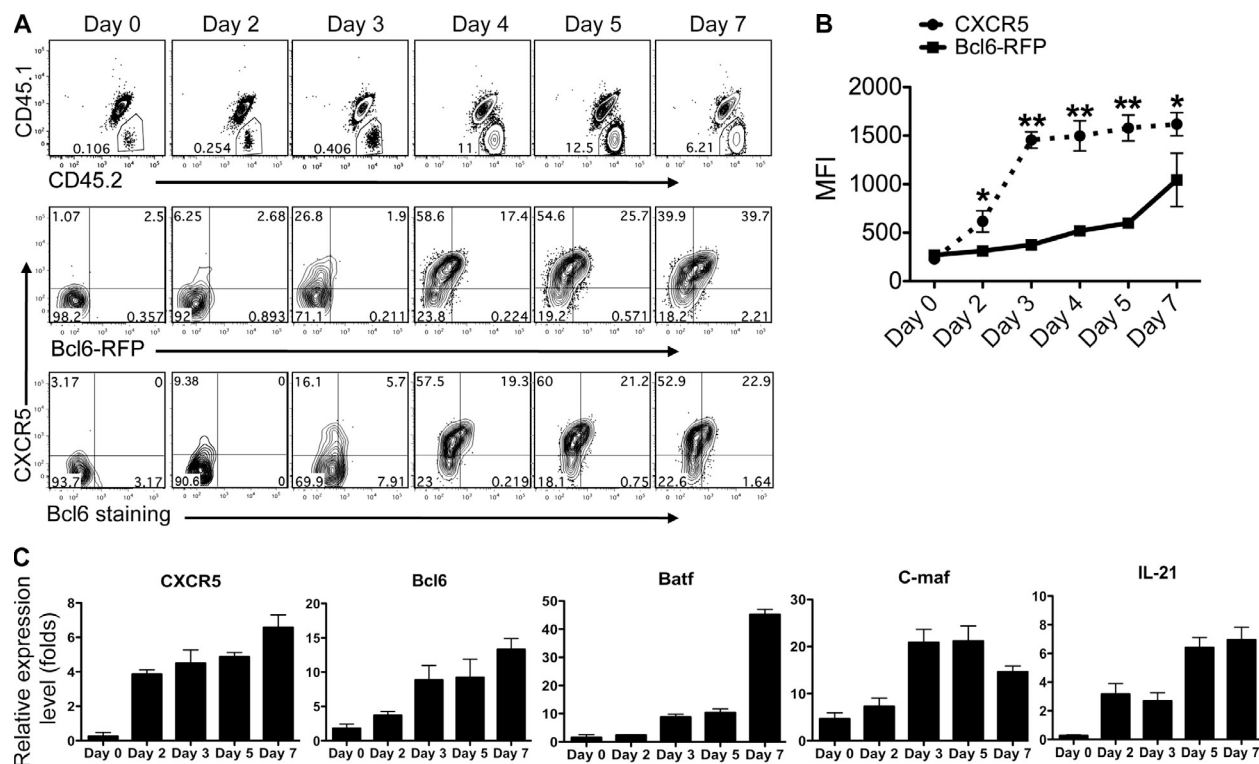 A
Day 0 Day 2 Day 3 Day 4 Day 5 Day 7
CD45.1
0.106 0.254 0.406 11 12.5 6.21
CD45.2
1.07 2.5 6.25 2.68 26.8 1.9 58.6 17.4 54.6 25.7 39.9 39.7
98.2 0.357 92 0.893 71.1 0.211 23.8 0.224 19.2 0.571 18.2 2.21
Bcl6-RFP
CXCR5
3.17 0 9.38 0 16.1 5.7 57.5 19.3 60 21.2 52.9 22.9
93.7 3.17 90.6 0 69.9 7.91 23 0.219 18.1 0.75 22.6 1.64
Bcl6 staining
B
CXCR5
Bcl6-RFP
MFI
2000
1500
1000
500
0
* ** ** ** *
Day 0 Day 2 Day 3 Day 4 Day 5 Day 7
C
Relative expression
level (folds)
CXCR5
8
6
4
2
0
Day 0 Day 2 Day 3 Day 5 Day 7
Bcl6
20
15
10
5
0
Day 0 Day 2 Day 3 Day 5 Day 7
Batf
50
40
30
20
10
0
Day 0 Day 2 Day 3 Day 5 Day 7
C-maf
30
20
10
0
Day 0 Day 2 Day 3 Day 5 Day 7
IL-21
8
6
4
2
0
Day 0 Day 2 Day 3 Day 5 Day 7